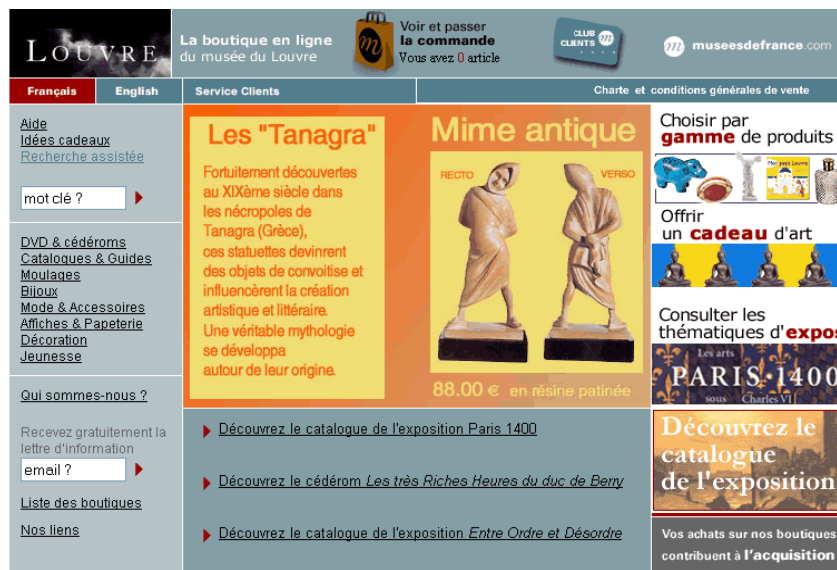 LOUVRE
La boutique en ligne
du musée du Louvre
Voir et passer
la commande
Vous avez 0 article
CLUB
CLIENTS m
m museesdefrance.com
Français
English
Service Clients
Charte et conditions générales de vente
Aide
Idées cadeaux
Recherche assistée
mot clé ?
DVD & cédéroms
Catalogues & Guides
Moulages
Bijoux
Mode & Accessoires
Affiches & Papeterie
Décoration
Jeunesse
Qui sommes-nous ?
Recevez gratuitement la
lettre d'information
email ?
Liste des boutiques
Nos liens
Les "Tanagra"
Fortuitement découvertes
au XIXème siècle dans
les nécropoles de
Tanagra (Grèce),
ces statuettes devinrent
des objets de convoitise et
influencèrent la création
artistique et littéraire.
Une véritable mythologie
se développa
autour de leur origine.
Mime antique
RECTO
VERSO
88.00 € en résine patinée
Découvrez le catalogue de l'exposition Paris 1400
Découvrez le cédérom Les très Riches Heures du duc de Berry
Découvrez le catalogue de l'exposition Entre Ordre et Désordre
Choisir par
gamme de produits
Mon petit Louvre
Offrir
un cadeau d'art
Consulter les
thématiques d'expos
Les arts
PARIS·1400
sous Charles VI
Découvrez le
catalogue
de l'exposition
Vos achats sur nos boutiques
contribuent à l'acquisition